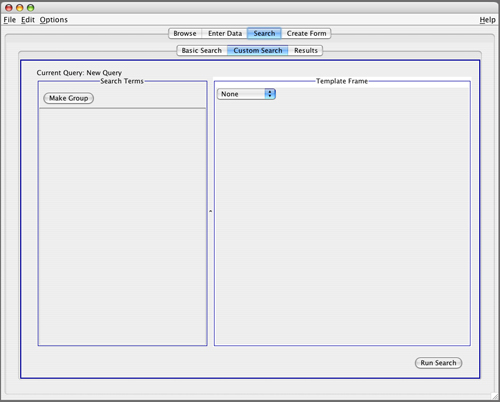 File Edit Options Help
Browse Enter Data Search Create Form
Basic Search Custom Search Results
Current Query: New Query
Search Terms Template Frame
Make Group None
Run Search